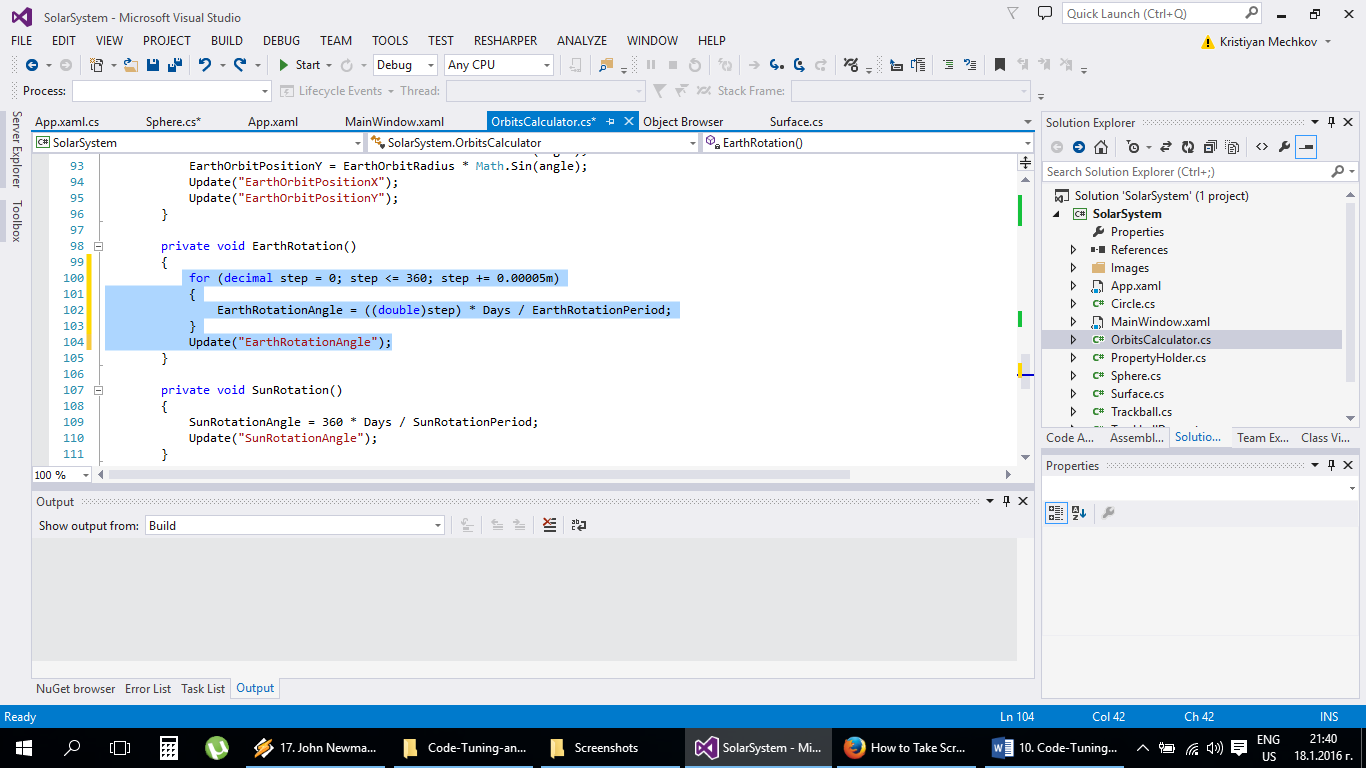 SolarSystem - Microsoft Visual Studio
Quick Launch (Ctrl+Q)
FILE EDIT VIEW PROJECT BUILD DEBUG TEAM TOOLS TEST RESHARPER ANALYZE WINDOW HELP
Kristiyan Mechkov
Start Debug Any CPU
Process: Lifecycle Events Thread: Stack Frame:
App.xaml.cs Sphere.cs* App.xaml MainWindow.xaml OrbitsCalculator.cs* Object Browser Surface.cs
SolarSystem SolarSystem.OrbitsCalculator EarthRotation()
Server Explorer
Toolbox
93 EarthOrbitPositionY = EarthOrbitRadius * Math.Sin(angle);
94 Update("EarthOrbitPositionX");
95 Update("EarthOrbitPositionY");
96 }
97
98 private void EarthRotation()
99 {
100 for (decimal step = 0; step <= 360; step += 0.00005m)
101 {
102 EarthRotationAngle = ((double)step) * Days / EarthRotationPeriod;
103 }
104 Update("EarthRotationAngle");
105 }
106
107 private void SunRotation()
108 {
109 SunRotationAngle = 360 * Days / SunRotationPeriod;
110 Update("SunRotationAngle");
111 }
100 %
Solution Explorer
Search Solution Explorer (Ctrl+;)
Solution 'SolarSystem' (1 project)
SolarSystem
Properties
References
Images
App.xaml
Circle.cs
MainWindow.xaml
OrbitsCalculator.cs
PropertyHolder.cs
Sphere.cs
Surface.cs
Trackball.cs
Code A... Assembl... Solutio... Team Ex... Class Vi...
Properties
Output
Show output from: Build
NuGet browser Error List Task List Output
Ready Ln 104 Col 42 Ch 42 INS
17. John Newma... Code-Tuning-an... Screenshots SolarSystem - Mi... How to Take Scr... 10. Code-Tuning...
ENG
US
21:40
18.1.2016 г.